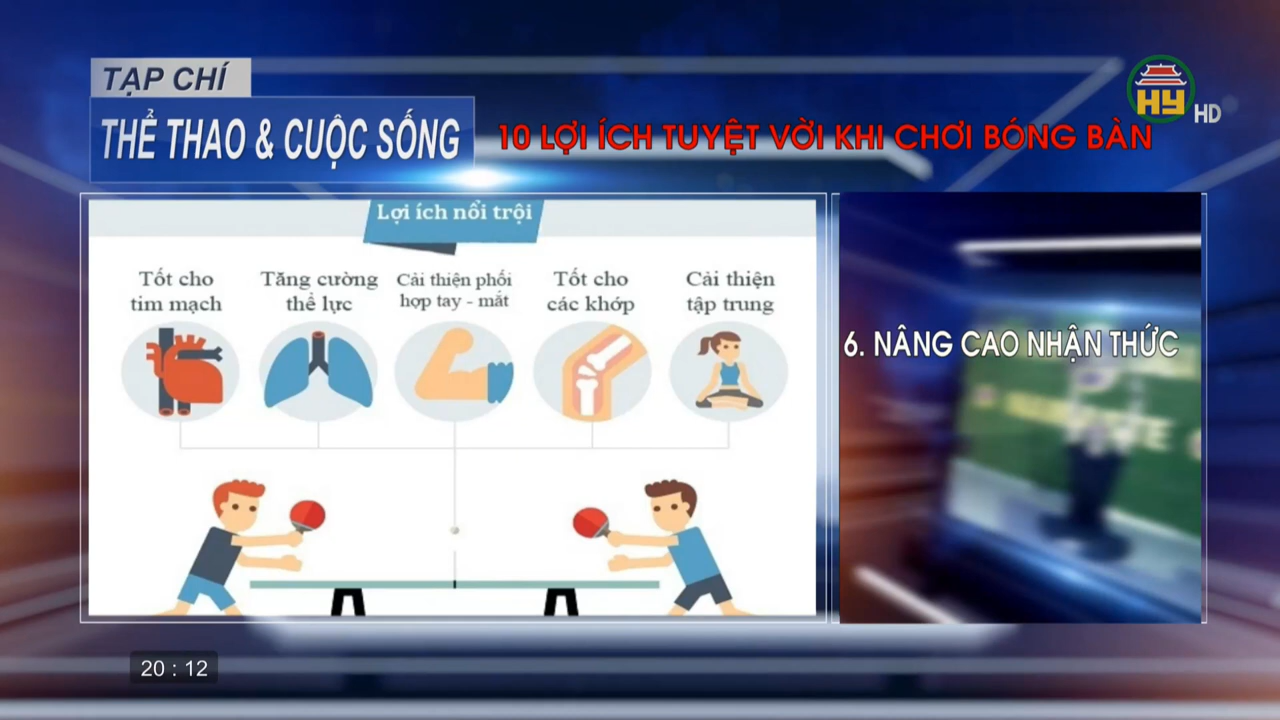 TẠP CHÍ
THỂ THAO & CUỘC SỐNG
10 LỢI ÍCH TUYỆT VỜI KHI CHƠI BÓNG BÀN
HY HD
Lợi ích nổi trội
Tốt cho
tim mạch
Tăng cường
thể lực
Cải thiện phối
hợp tay - mắt
Tốt cho
các khớp
Cải thiện
tập trung
6. NÂNG CAO NHẬN THỨC
20 : 12